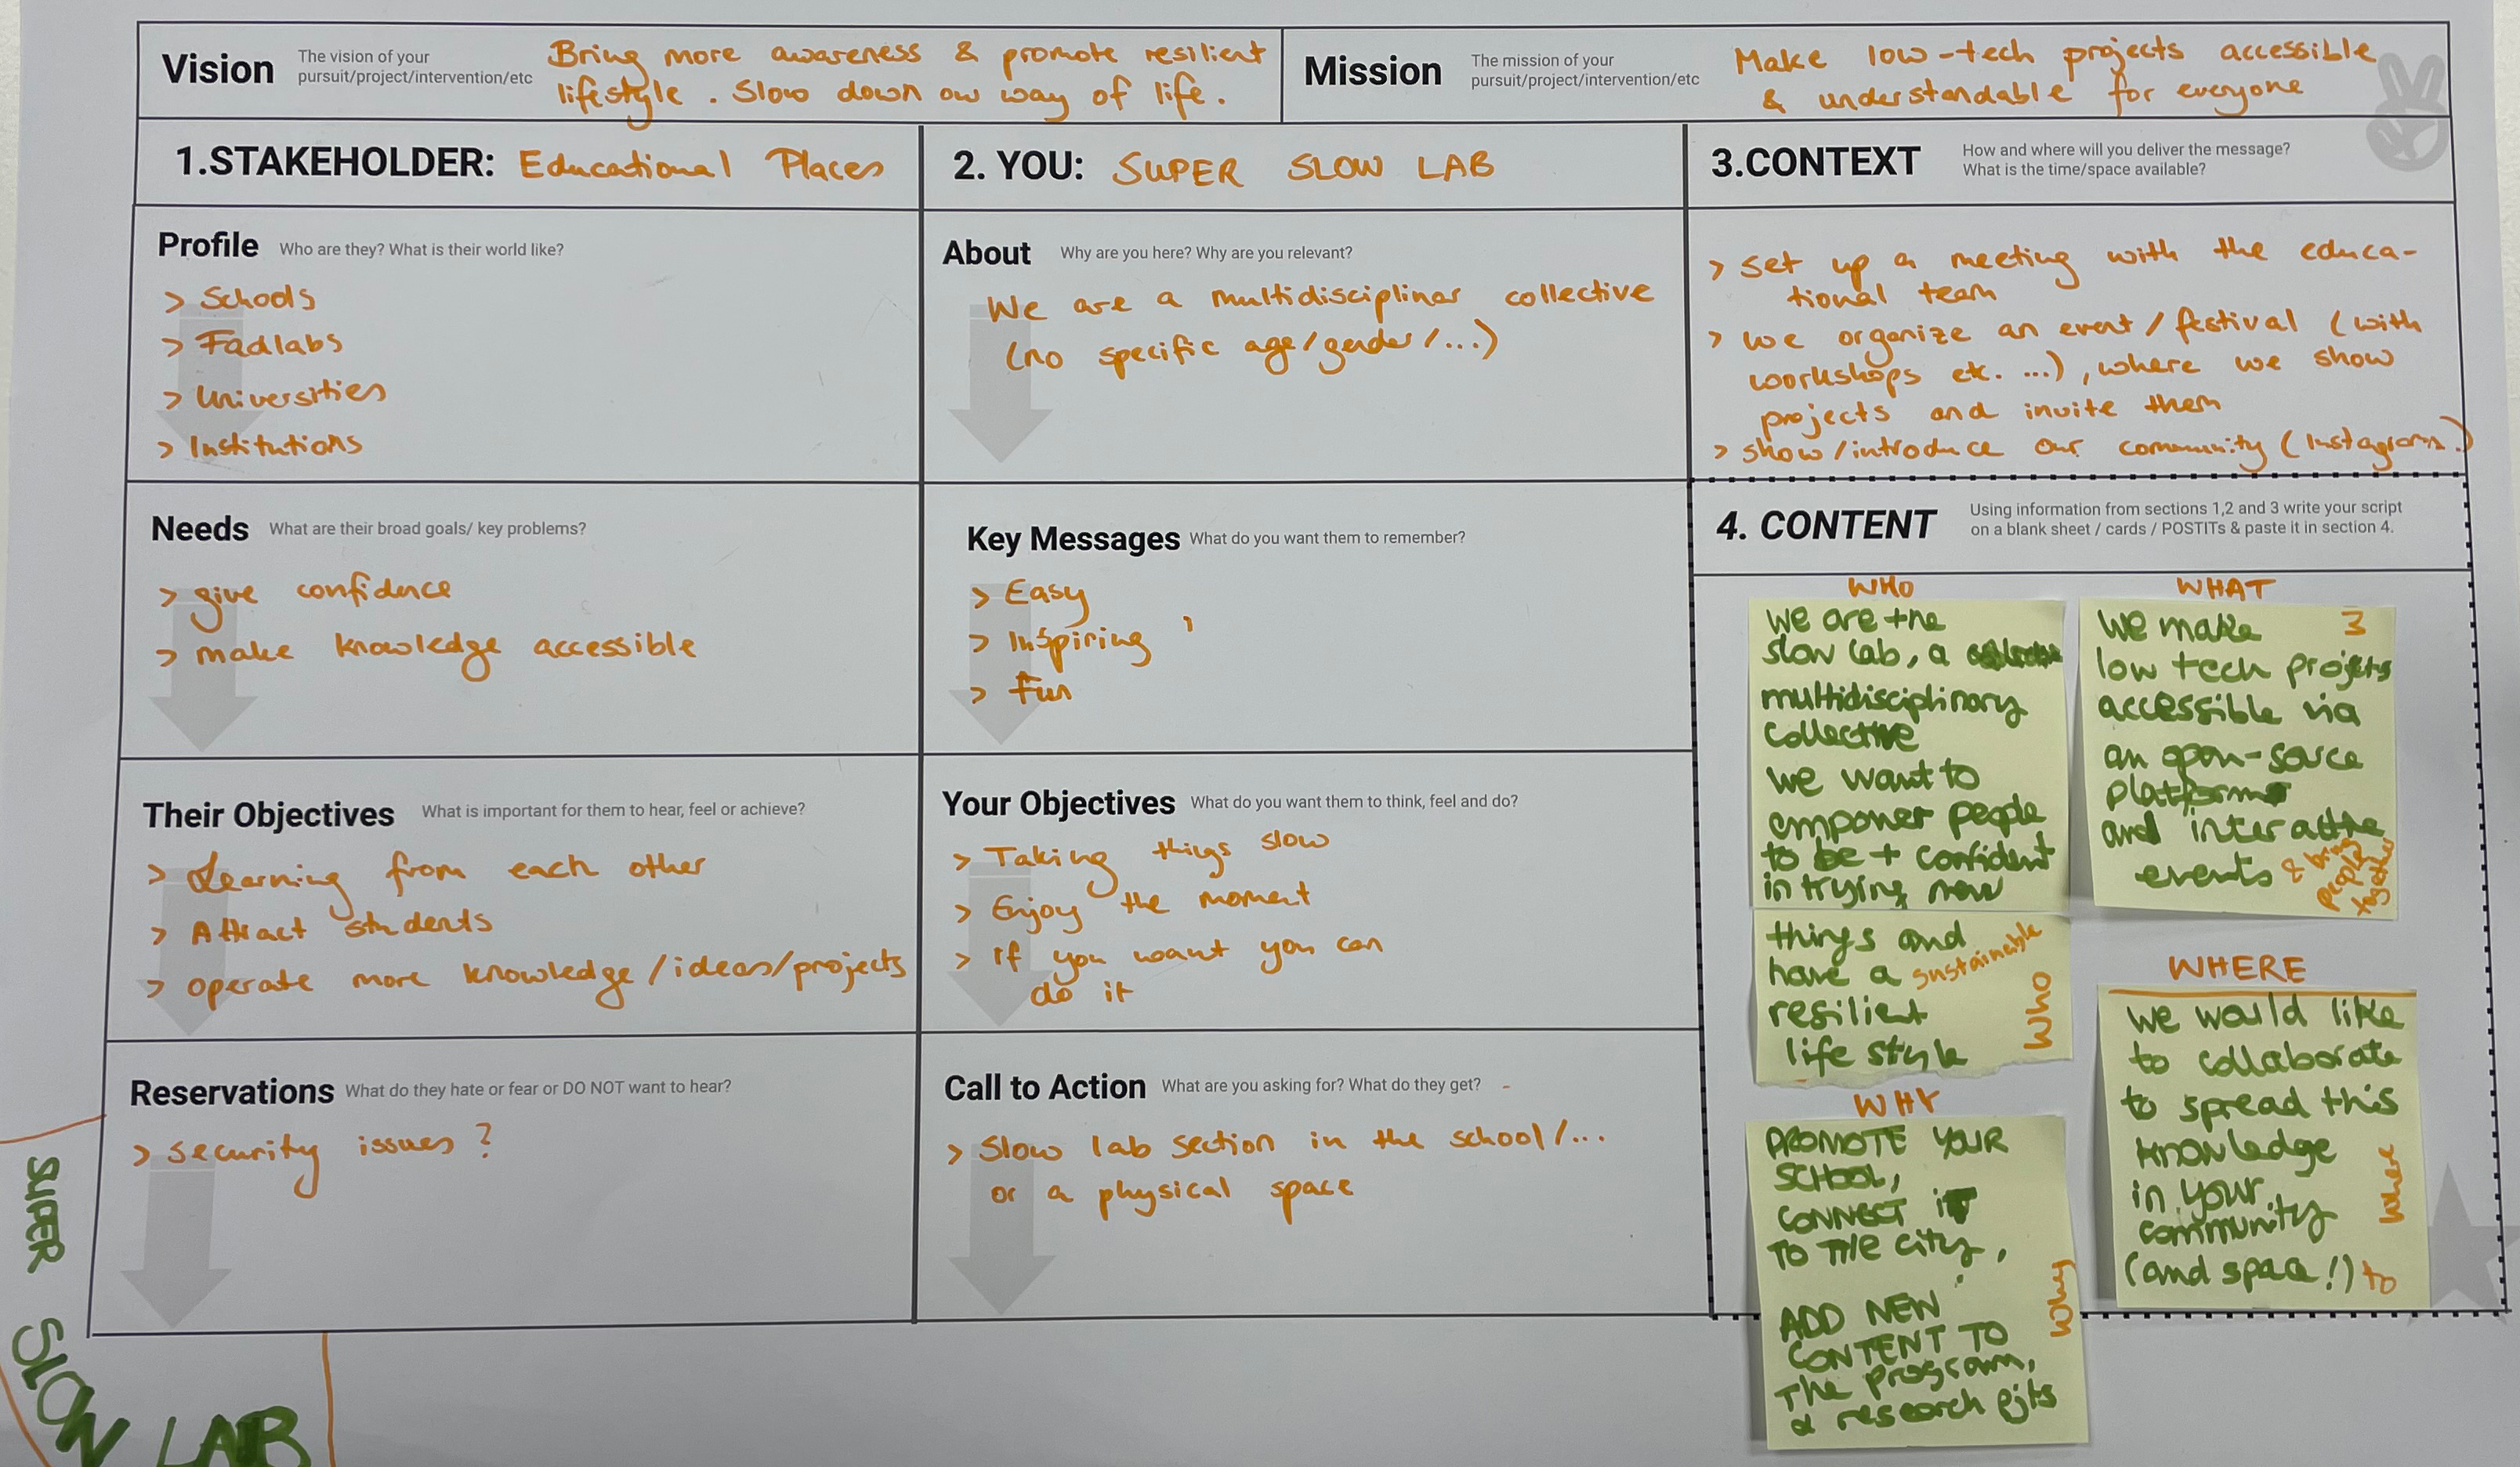 Vision
The vision of your
pursuit/project/intervention/etc
Bring more awareness & promote resilient
lifestyle. Slow down our way of life.
Mission
The mission of your
pursuit/project/intervention/etc
Make low-tech projects accessible
& understandable for everyone
1.STAKEHOLDER: Educational Places
Profile Who are they? What is their world like?
> Schools
> Fadlabs
> Universities
> Institutions
Needs What are their broad goals/ key problems?
> give confidence
> make knowledge accessible
Their Objectives What is important for them to hear, feel or achieve?
> Learning from each other
> Attract students
> operate more knowledge/ideas/projects
Reservations What do they hate or fear or DO NOT want to hear?
> security issues?
2. YOU: SUPER SLOW LAB
About Why are you here? Why are you relevant?
We are a multidisciplinar collective
(no specific age/gender/...)
Key Messages What do you want them to remember?
> Easy
> Inspiring
> Fun
Your Objectives What do you want them to think, feel and do?
> Taking things slow
> Enjoy the moment
> If you want you can
do it
Call to Action What are you asking for? What do they get?
> Slow lab section in the school/...
or a physical space
3.CONTEXT
How and where will you deliver the message?
What is the time/space available?
> set up a meeting with the educa-
tional team
> we organize an event/festival (with
workshops etc. ...), where we show
projects and invite them
> show/introduce our community (Instagram.)
4. CONTENT
Using information from sections 1,2 and 3 write your script
on a blank sheet / cards / POSTITs & paste it in section 4.
WHO
we are the
slow lab, a
multidisciplinary
collective
we want to
empower people
to be + confident
in trying new
things and
have a sustainable
resilient
life style
WHO
WHY
PROMOTE YOUR
SCHOOL,
CONNECT IT
TO THE CITY,
ADD NEW
CONTENT TO
The program,
& research pjts
WHY
WHAT
3
we make
low tech projets
accessible via
an open-source
platform
and interactive
events & bring
people
together
WHERE
we would like
to collaborate
to spread this
knowledge
in your
community
(and space!) to
where
SUPER
SLOW
LAB